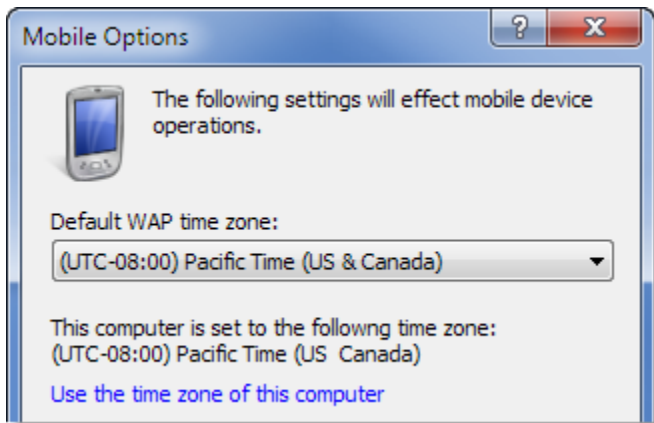 Mobile Options
The following settings will effect mobile device
operations.
Default WAP time zone:
(UTC-08:00) Pacific Time (US & Canada)
This computer is set to the followng time zone:
(UTC-08:00) Pacific Time (US  Canada)
Use the time zone of this computer